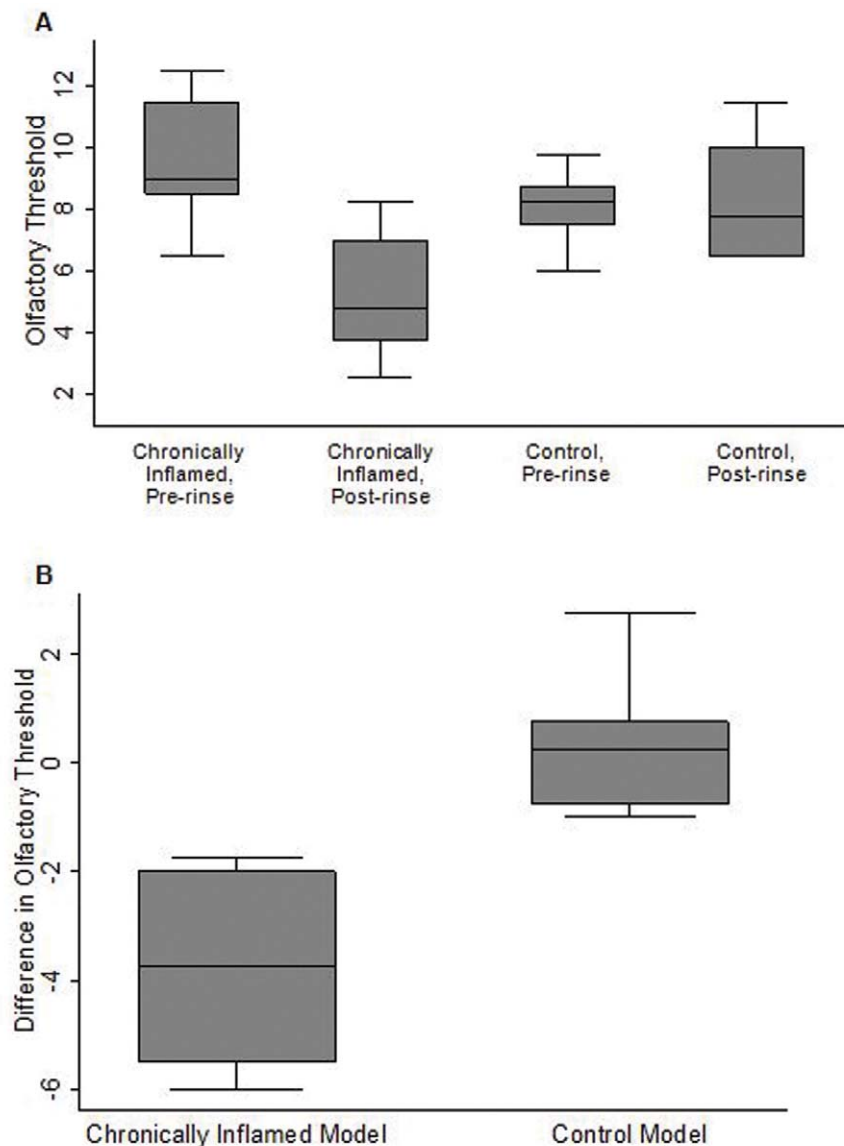 A
Olfactory Threshold
12
10
8
6
4
2
Chronically
Inflamed,
Pre-rinse
Chronically
Inflamed,
Post-rinse
Control,
Pre-rinse
Control,
Post-rinse
B
Difference in Olfactory Threshold
2
0
-2
-4
-6
Chronically Inflamed Model
Control Model